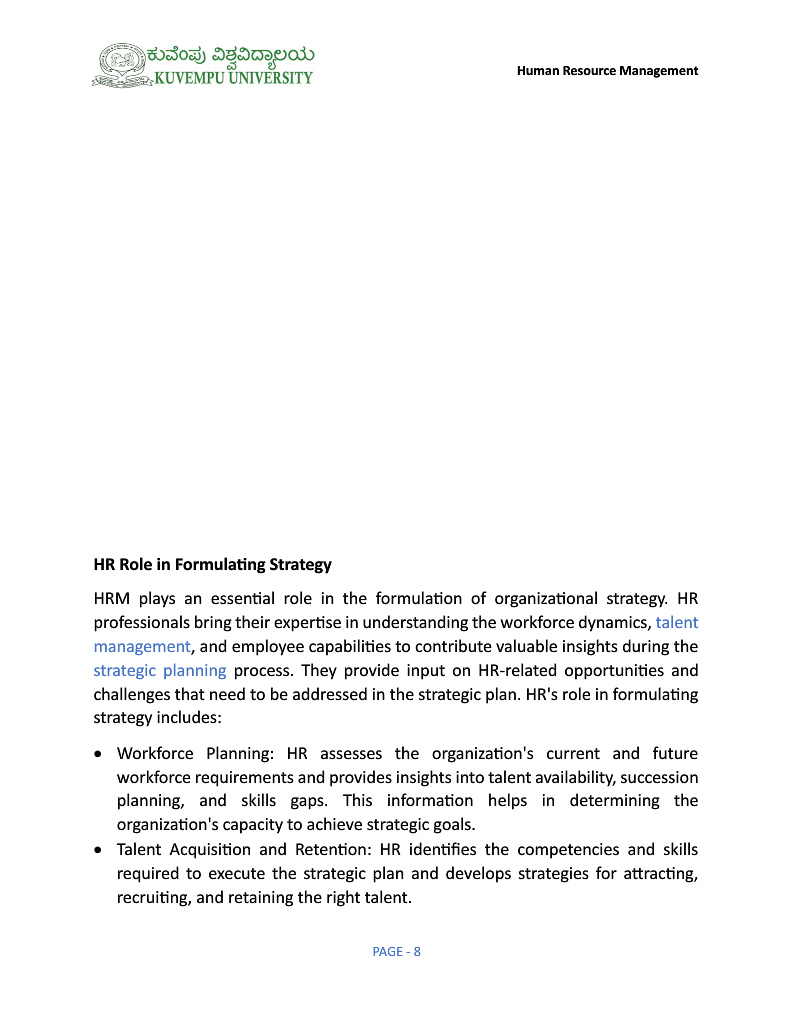 ಕುವೆಂಪು ವಿಶ್ವವಿದ್ಯಾಲಯ
KUVEMPU UNIVERSITY
Human Resource Management
HR Role in Formulating Strategy
HRM plays an essential role in the formulation of organizational strategy. HR
professionals bring their expertise in understanding the workforce dynamics, talent
management, and employee capabilities to contribute valuable insights during the
strategic planning process. They provide input on HR-related opportunities and
challenges that need to be addressed in the strategic plan. HR's role in formulating
strategy includes:
• Workforce Planning: HR assesses the organization's current and future
workforce requirements and provides insights into talent availability, succession
planning, and skills gaps. This information helps in determining the
organization's capacity to achieve strategic goals.
• Talent Acquisition and Retention: HR identifies the competencies and skills
required to execute the strategic plan and develops strategies for attracting,
recruiting, and retaining the right talent.
PAGE - 8